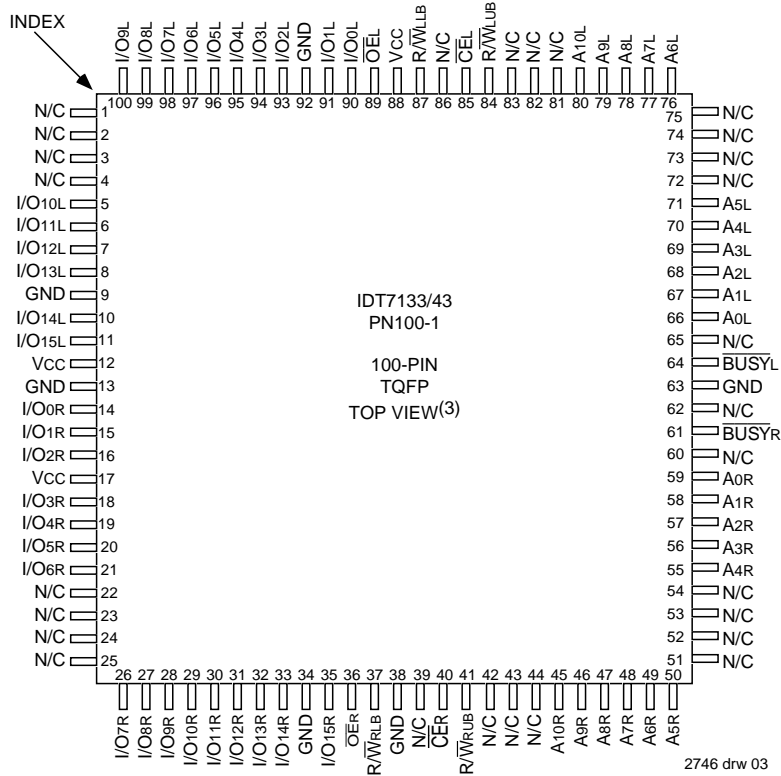 INDEX
I/O9L
I/O8L
I/O7L
I/O6L
I/O5L
I/O4L
I/O3L
I/O2L
GND
I/O1L
I/O0L
OEL
VCC
R/WLLB
N/C
CEL
R/WLUB
N/C
N/C
N/C
A10L
A9L
A8L
A7L
A6L
100 99 98 97 96 95 94 93 92 91 90 89 88 87 86 85 84 83 82 81 80 79 78 77 76
N/C 1
N/C 2
N/C 3
N/C 4
I/O10L 5
I/O11L 6
I/O12L 7
I/O13L 8
GND 9
I/O14L 10
I/O15L 11
VCC 12
GND 13
I/O0R 14
I/O1R 15
I/O2R 16
VCC 17
I/O3R 18
I/O4R 19
I/O5R 20
I/O6R 21
N/C 22
N/C 23
N/C 24
N/C 25
IDT7133/43
PN100-1
100-PIN
TQFP
TOP VIEW(3)
75 N/C
74 N/C
73 N/C
72 N/C
71 A5L
70 A4L
69 A3L
68 A2L
67 A1L
66 A0L
65 N/C
64 BUSYL
63 GND
62 N/C
61 BUSYR
60 N/C
59 A0R
58 A1R
57 A2R
56 A3R
55 A4R
54 N/C
53 N/C
52 N/C
51 N/C
26 27 28 29 30 31 32 33 34 35 36 37 38 39 40 41 42 43 44 45 46 47 48 49 50
I/O7R
I/O8R
I/O9R
I/O10R
I/O11R
I/O12R
I/O13R
I/O14R
GND
I/O15R
OER
R/WRLB
GND
N/C
CER
R/WRUB
N/C
N/C
N/C
A10R
A9R
A8R
A7R
A6R
A5R
2746 drw 03